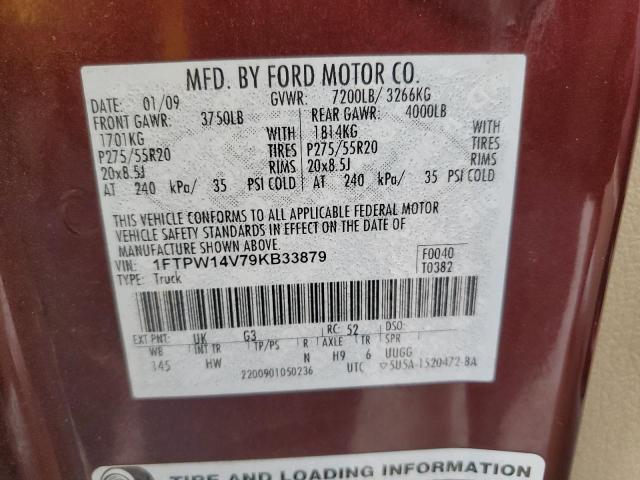 MFD. BY FORD MOTOR CO.
DATE: 01/09 GVWR: 7200LB/ 3266KG
FRONT GAWR: 3750LB REAR GAWR: 4000LB
1701KG WITH 1814KG WITH
P275/55R20 TIRES P275/55R20 TIRES
20x8.5J RIMS 20x8.5J RIMS
AT 240 kPa/ 35 PSI COLD AT 240 kPa/ 35 PSI COLD
THIS VEHICLE CONFORMS TO ALL APPLICABLE FEDERAL MOTOR
VEHICLE SAFETY STANDARDS IN EFFECT ON THE DATE OF
MANUFACTURE SHOWN ABOVE.
VIN: 1FTPW14V79KB33879 F0040
TYPE: Truck T0382
EXT PNT: UK G3 RC: 52 DSO:
WB INT TR TP/PS R AXLE TR SPR
145 HW N H9 6 UUGG
2200901050236 UTC 5U5A-1520472-BA
TIRE AND LOADING INFORMATION